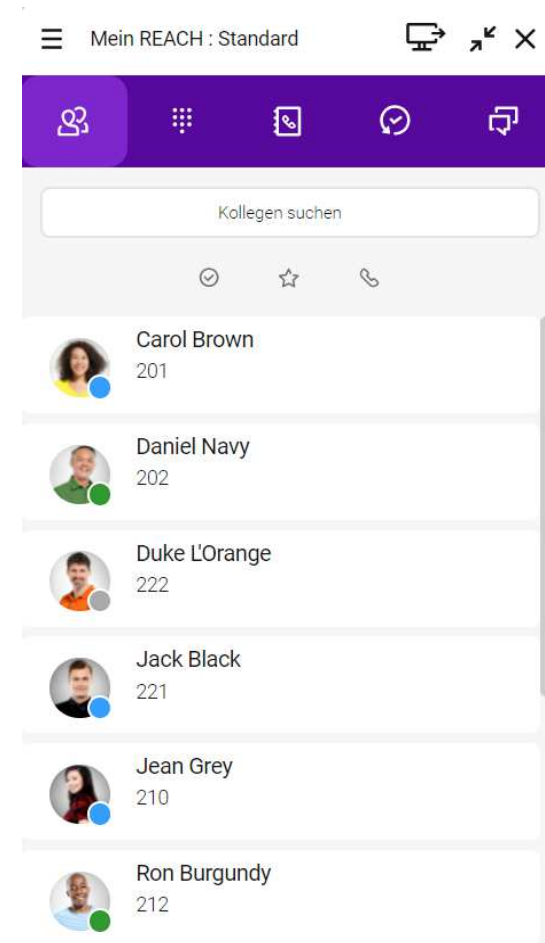 Mein REACH : Standard
Kollegen suchen
Carol Brown
201
Daniel Navy
202
Duke L'Orange
222
Jack Black
221
Jean Grey
210
Ron Burgundy
212